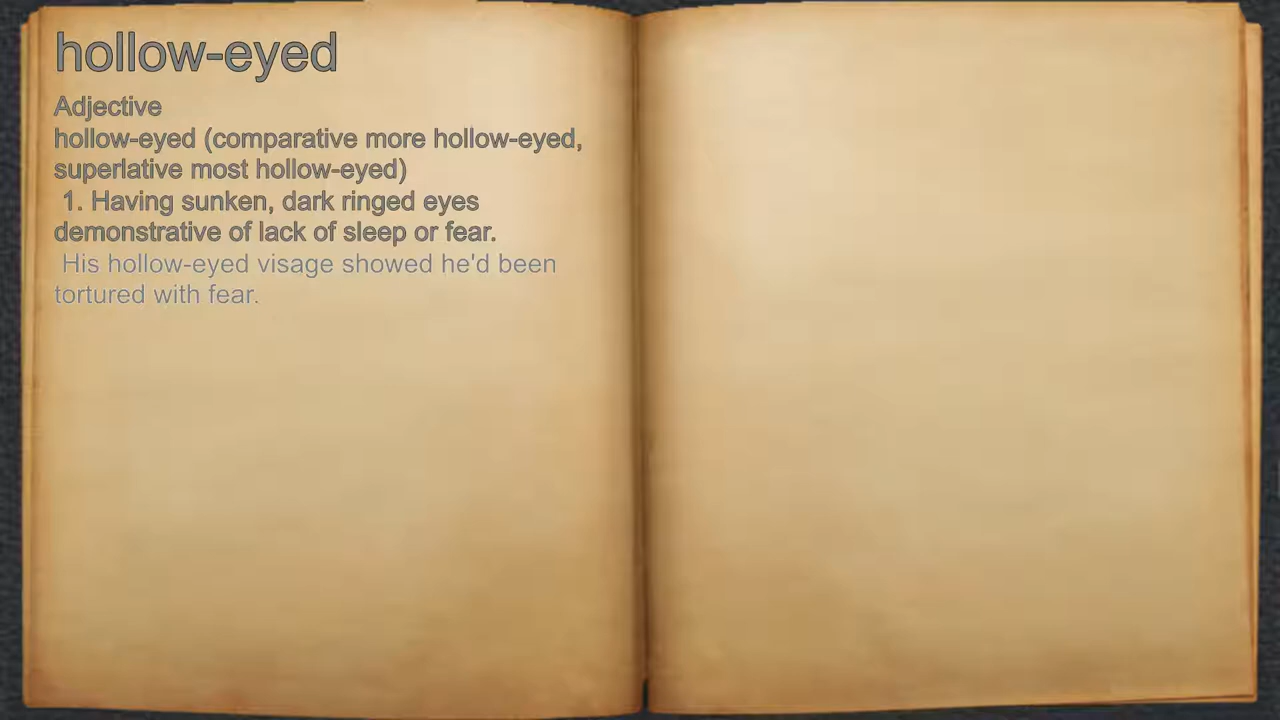 hollow-eyed
Adjective
hollow-eyed (comparative more hollow-eyed,
superlative most hollow-eyed)
1. Having sunken, dark ringed eyes
demonstrative of lack of sleep or fear.
His hollow-eyed visage showed he'd been
tortured with fear.